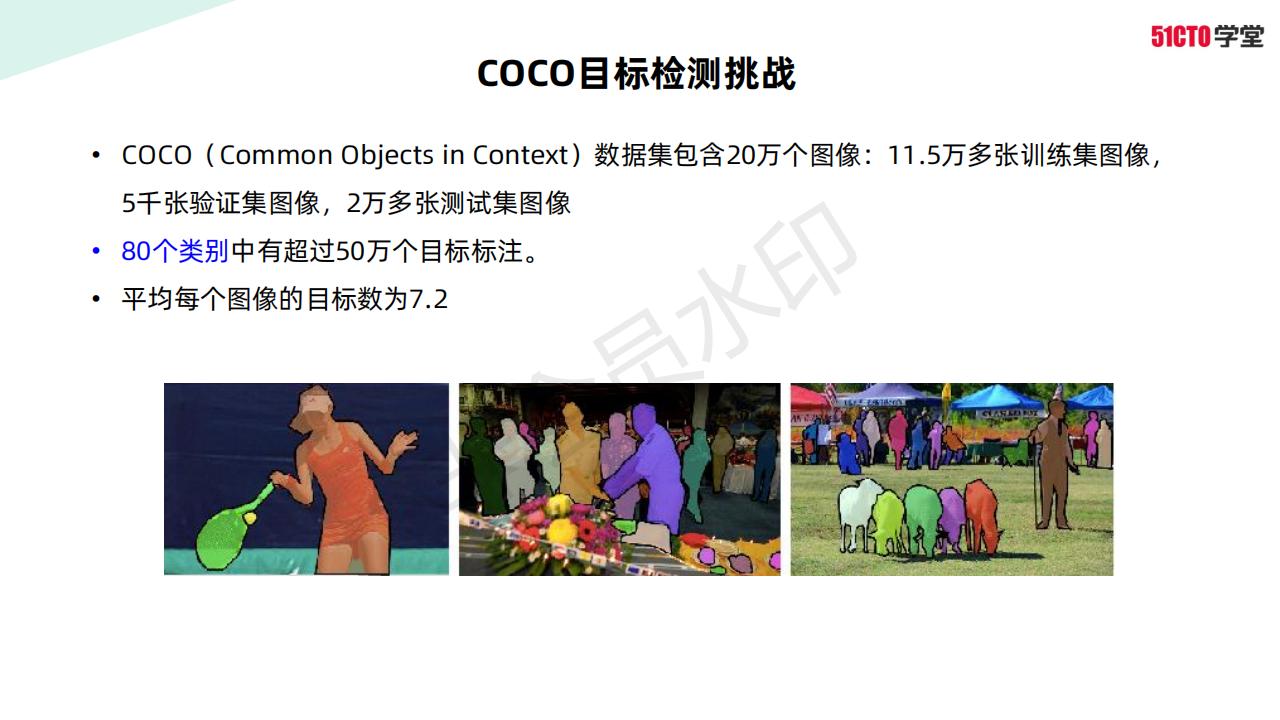 51CTO学堂
COCO目标检测挑战
• COCO（Common Objects in Context）数据集包含20万个图像：11.5万多张训练集图像，
5千张验证集图像，2万多张测试集图像
• 80个类别中有超过50万个目标标注。
• 平均每个图像的目标数为7.2
会员水印